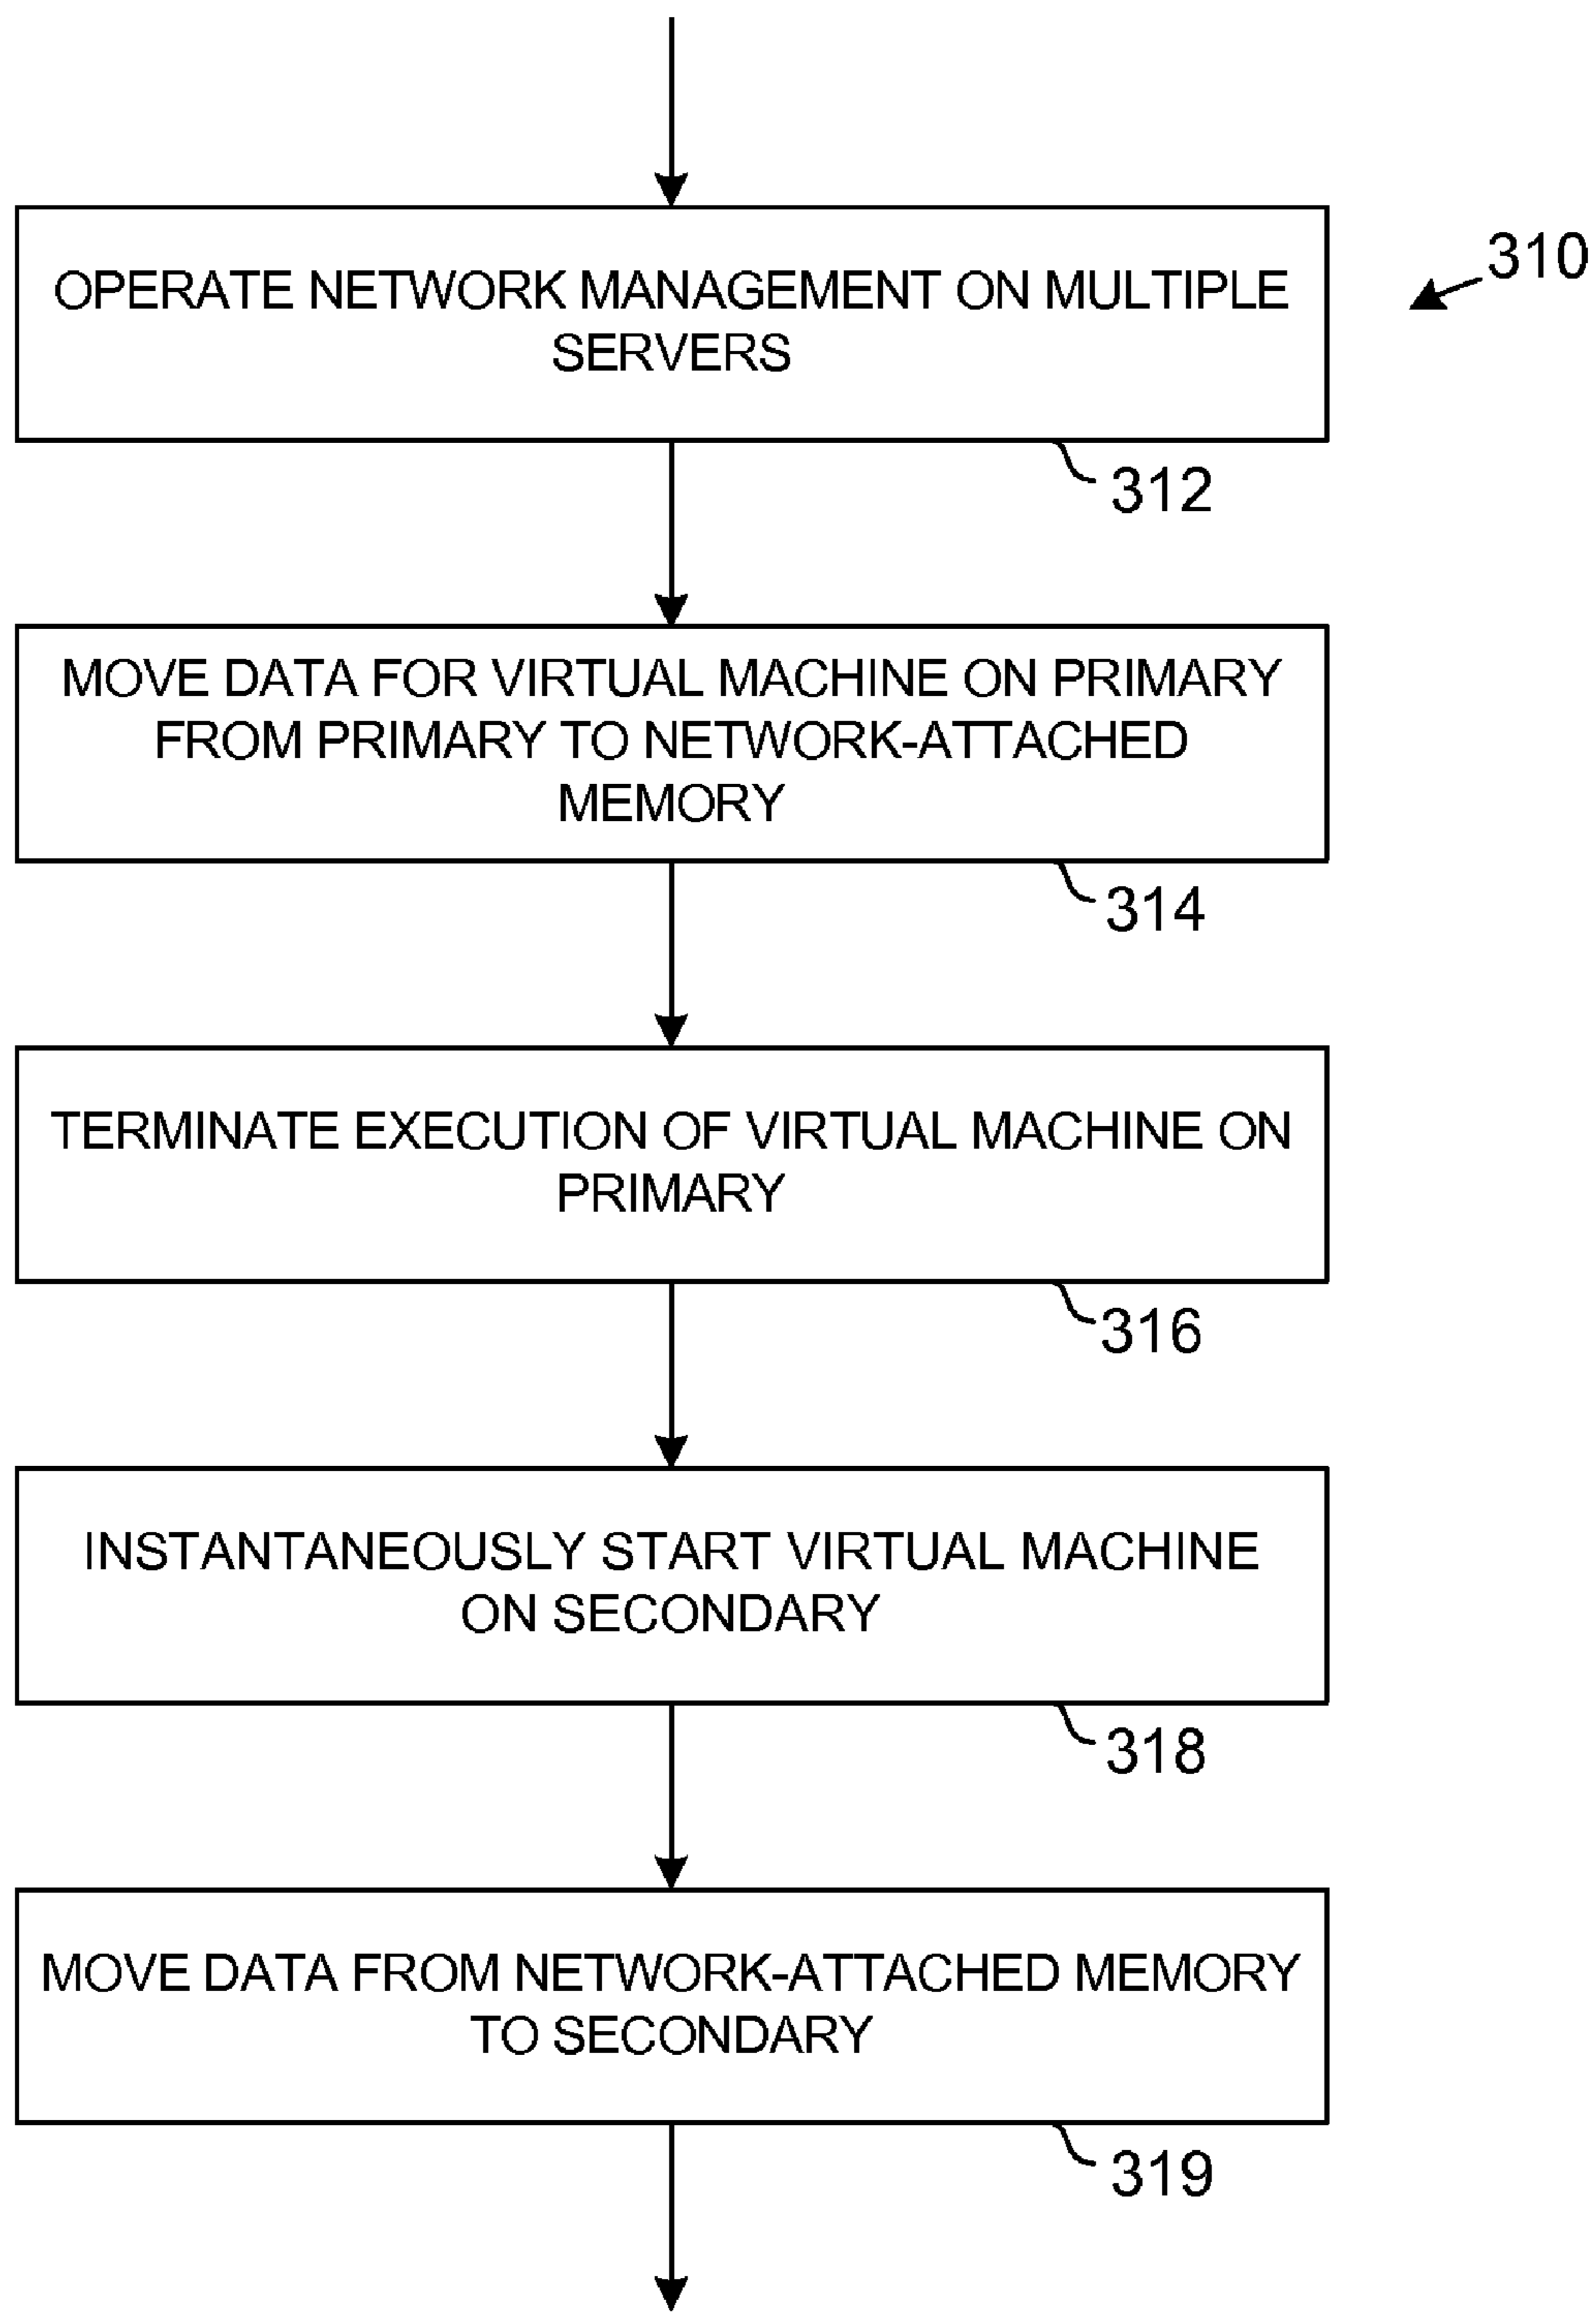 310
OPERATE NETWORK MANAGEMENT ON MULTIPLE
SERVERS
312
MOVE DATA FOR VIRTUAL MACHINE ON PRIMARY
FROM PRIMARY TO NETWORK-ATTACHED
MEMORY
314
TERMINATE EXECUTION OF VIRTUAL MACHINE ON
PRIMARY
316
INSTANTANEOUSLY START VIRTUAL MACHINE
ON SECONDARY
318
MOVE DATA FROM NETWORK-ATTACHED MEMORY
TO SECONDARY
319